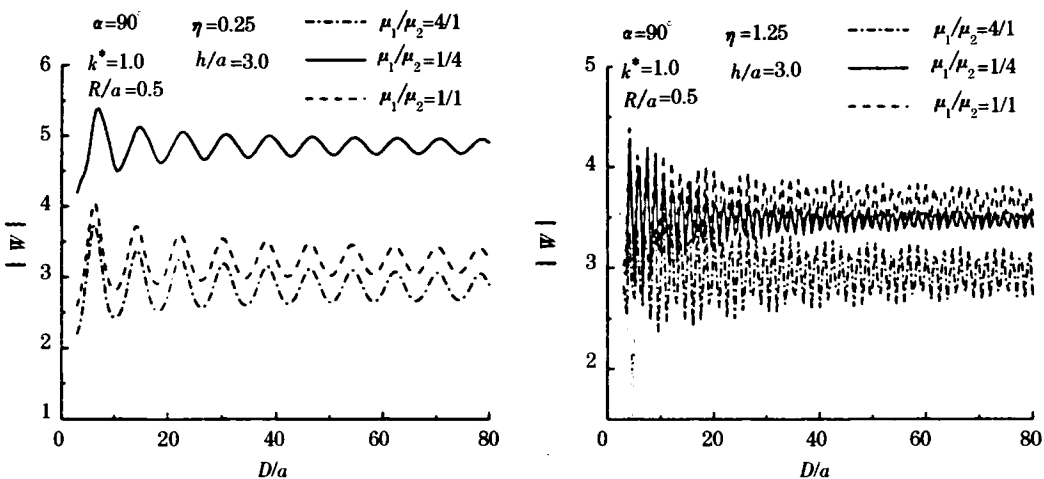 α=90° η=0.25
k*=1.0 h/a=3.0
R/a=0.5
μ₁/μ₂=4/1
μ₁/μ₂=1/4
μ₁/μ₂=1/1
6
5
4
3
2
1
|W|
0 20 40 60 80
D/a
α=90° η=1.25
k*=1.0 h/a=3.0
R/a=0.5
μ₁/μ₂=4/1
μ₁/μ₂=1/4
μ₁/μ₂=1/1
5
4
3
2
|W|
0 20 40 60 80
D/a